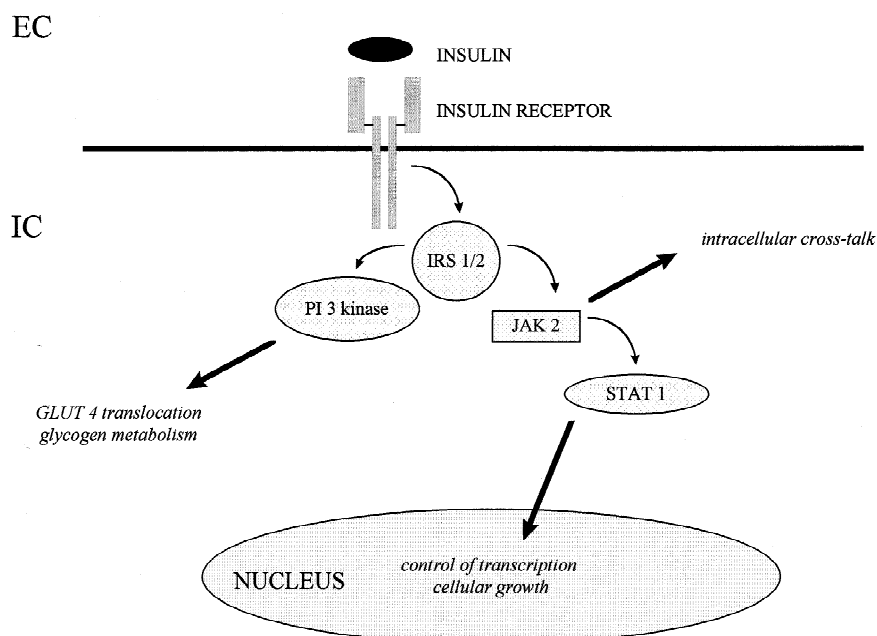 EC
INSULIN
INSULIN RECEPTOR
IC
IRS 1/2
intracellular cross-talk
PI 3 kinase
JAK 2
STAT 1
GLUT 4 translocation
glycogen metabolism
NUCLEUS
control of transcription
cellular growth